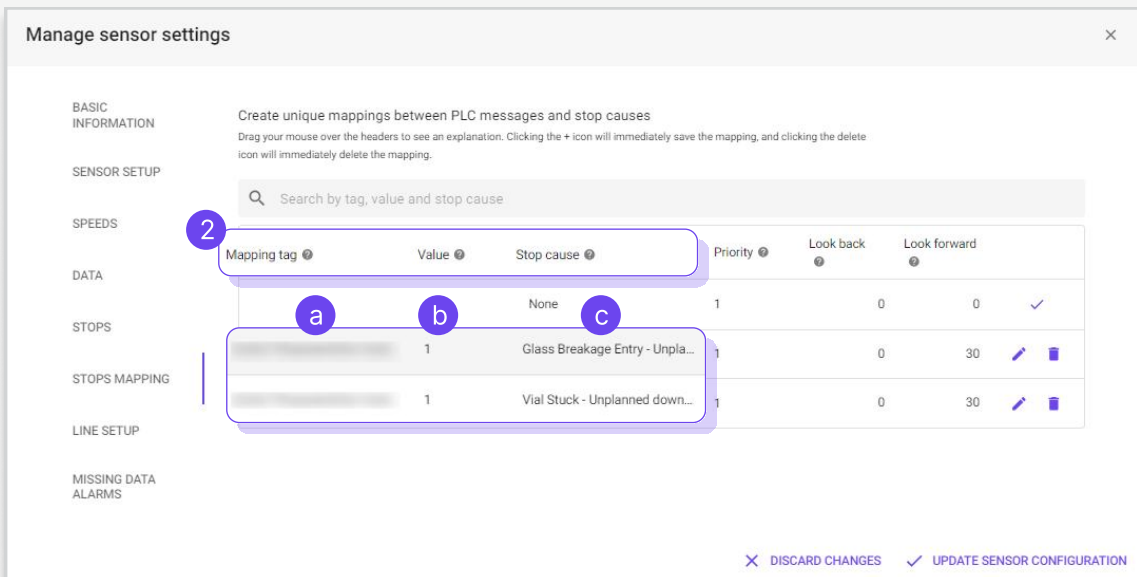 Manage sensor settings
BASIC
INFORMATION
SENSOR SETUP
SPEEDS
DATA
STOPS
STOPS MAPPING
LINE SETUP
MISSING DATA
ALARMS
Create unique mappings between PLC messages and stop causes
Drag your mouse over the headers to see an explanation. Clicking the + icon will immediately save the mapping, and clicking the delete
icon will immediately delete the mapping.
Search by tag, value and stop cause
2
Mapping tag Value Stop cause Priority Look back Look forward
None 1 0 0
a b c
1 Glass Breakage Entry - Unpla... 1 0 30
1 Vial Stuck - Unplanned down... 1 0 30
DISCARD CHANGES UPDATE SENSOR CONFIGURATION